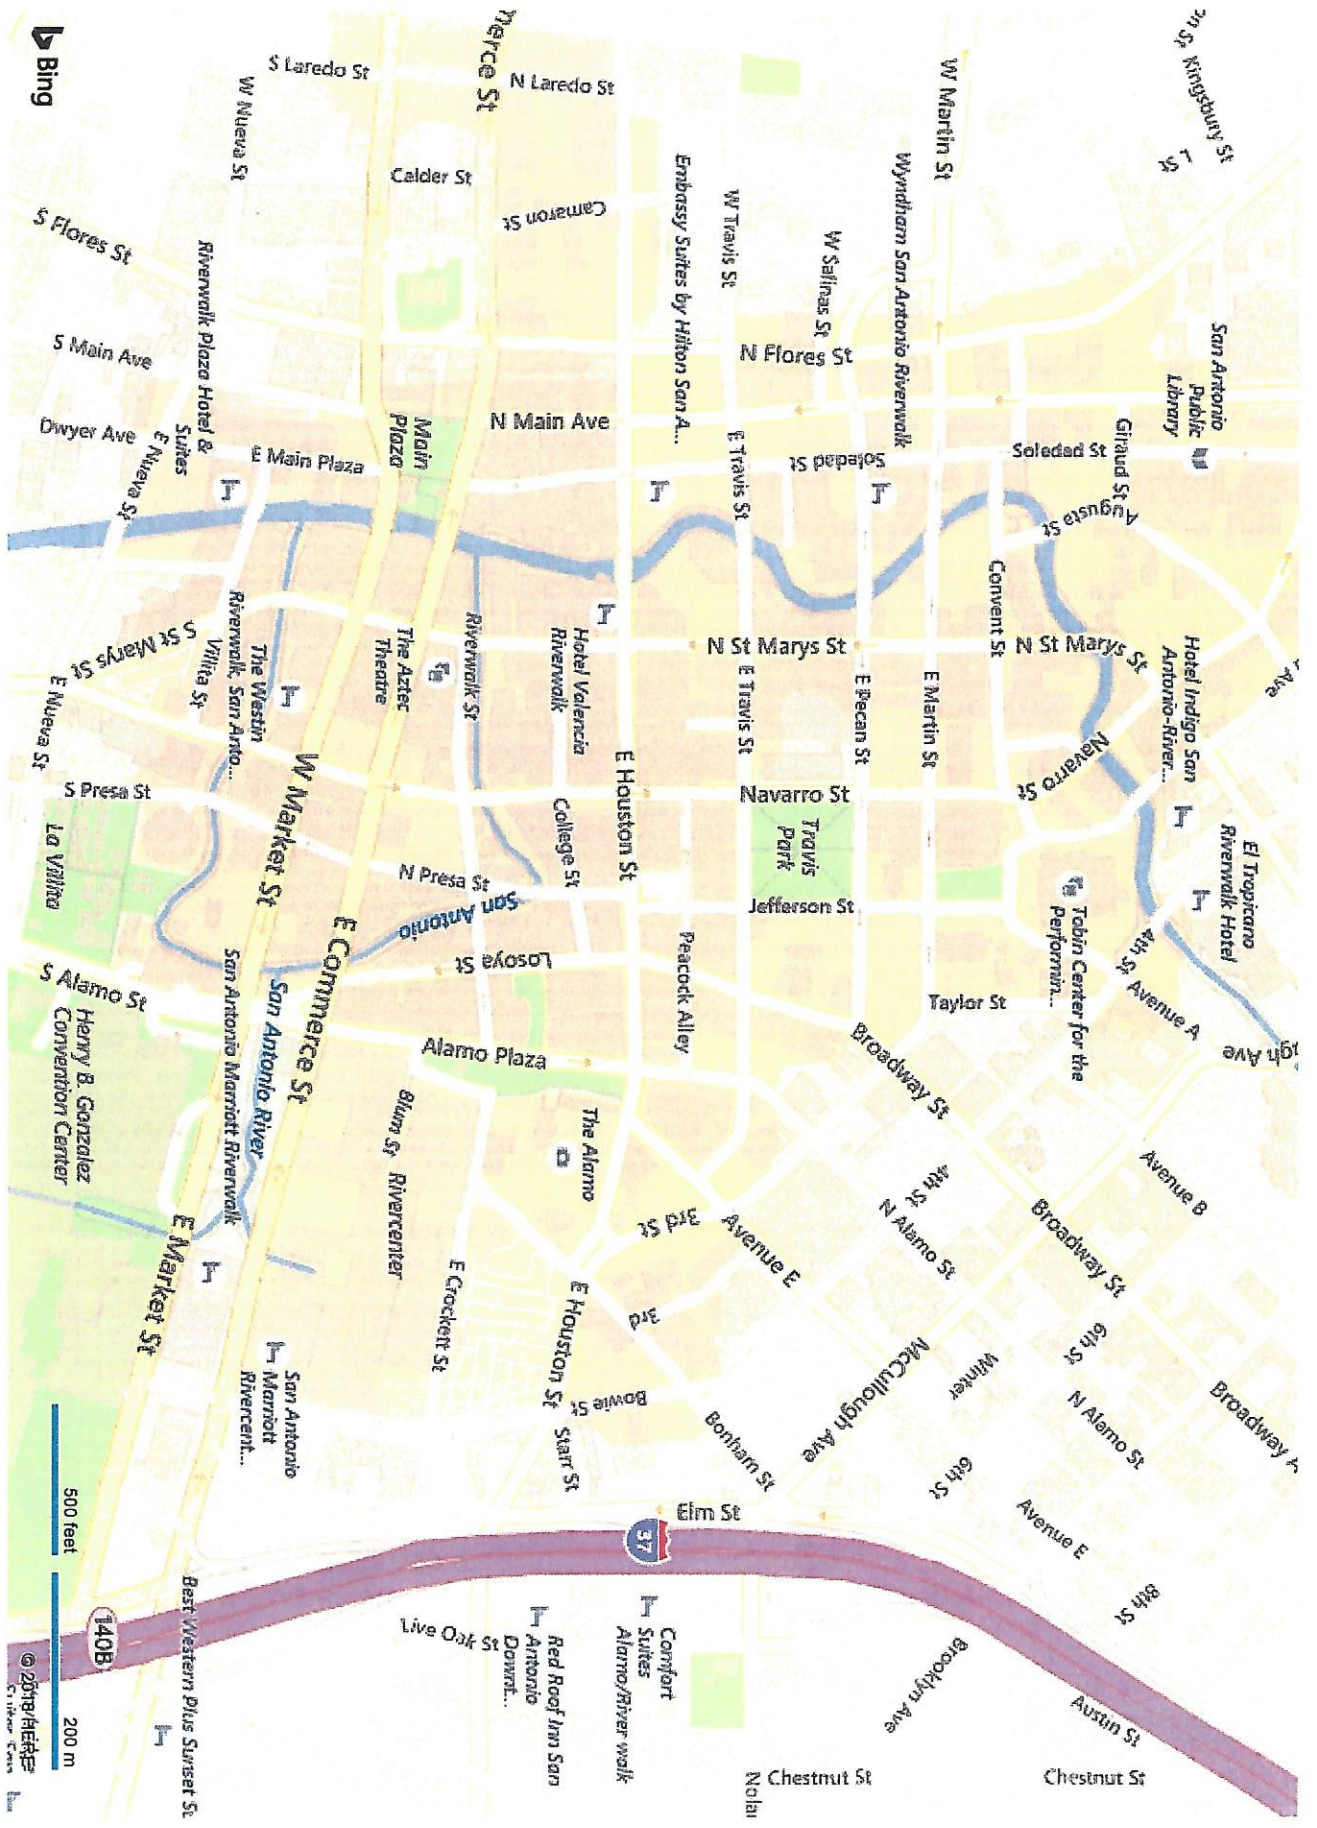 Bing
S Laredo St
W Nueva St
N Laredo St
Calder St
Camaron St
W Martin St
Kingsbury St
L St
S Flores St
Riverwalk Plaza Hotel &
Suites
Embassy Suites by Hilton San A...
W Travis St
W Salinas St
Wyndham San Antonio Riverwalk
N Flores St
San Antonio
Public
Library
S Main Ave
Dwyer Ave
E Nueva St
E Main Plaza
Main
Plaza
N Main Ave
E Travis St
Soledad St
Soledad St
Giraud St
Augusta St
S St Marys St
Villita St
The Westin
Riverwalk, San Anto...
The Aztec
Theatre
Riverwalk St
Hotel Valencia
Riverwalk
N St Marys St
Convent St
N St Marys St
Hotel Indigo San
Antonio-River...
E Nueva St
E Travis St
E Pecan St
E Martin St
Navarro St
S Presa St
W Market St
E Houston St
Navarro St
La Villita
College St
Travis
Park
N Presa St
San Antonio
Jefferson St
El Tropicano
Riverwalk Hotel
Tobin Center for the
Performin...
4th St
E Commerce St
Losoya St
Peacock Alley
Taylor St
Avenue A
S Alamo St
San Antonio River
San Antonio Marriott Riverwalk
Henry B. Gonzalez
Convention Center
Alamo Plaza
Broadway St
The Alamo
Blum St
Rivercenter
4th St
Avenue B
3rd St
Avenue E
N Alamo St
Broadway St
E Market St
E Crockett St
E Houston St
3rd
McCullough Ave
Winter
6th St
San Antonio
Marriott
Rivercent...
Bowie St
Starr St
Bonham St
6th St
N Alamo St
Broadway
500 feet
Elm St
37
Avenue E
8th St
Best Western Plus Sunset St
140B
Live Oak St
Red Roof Inn San
Antonio
Downt...
Comfort
Suites
Alamo/River walk
Brooklyn Ave
Austin St
200 m
N Chestnut St
Chestnut St
© 2018 HERE